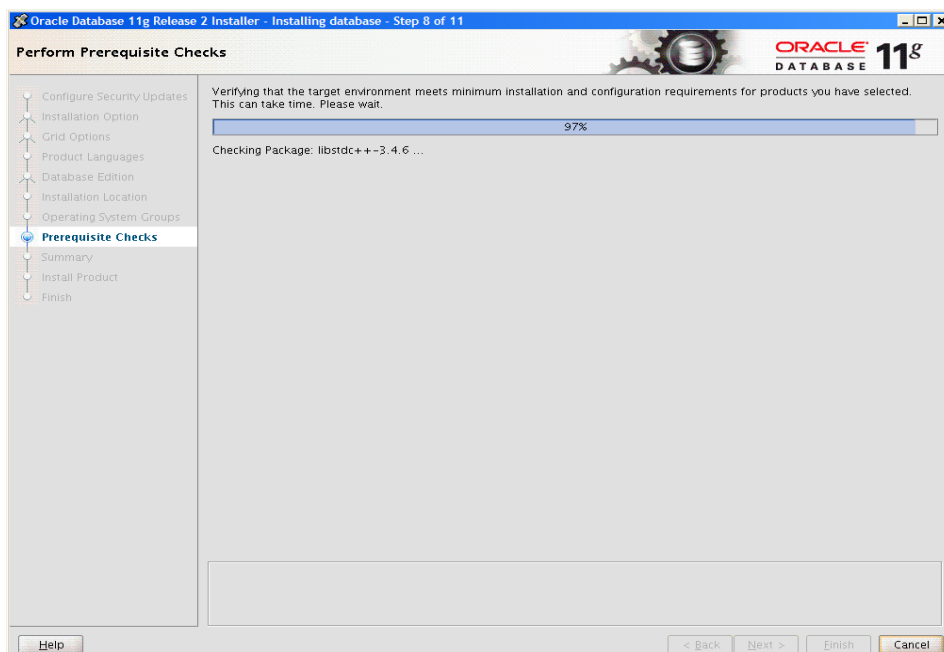 Oracle Database 11g Release 2 Installer - Installing database - Step 8 of 11
Perform Prerequisite Checks
ORACLE
DATABASE
11g
Configure Security Updates
Installation Option
Grid Options
Product Languages
Database Edition
Installation Location
Operating System Groups
Prerequisite Checks
Summary
Install Product
Finish
Verifying that the target environment meets minimum installation and configuration requirements for products you have selected.
This can take time. Please wait.
97%
Checking Package: libstdc++-3.4.6 ...
Help
< Back
Next >
Finish
Cancel